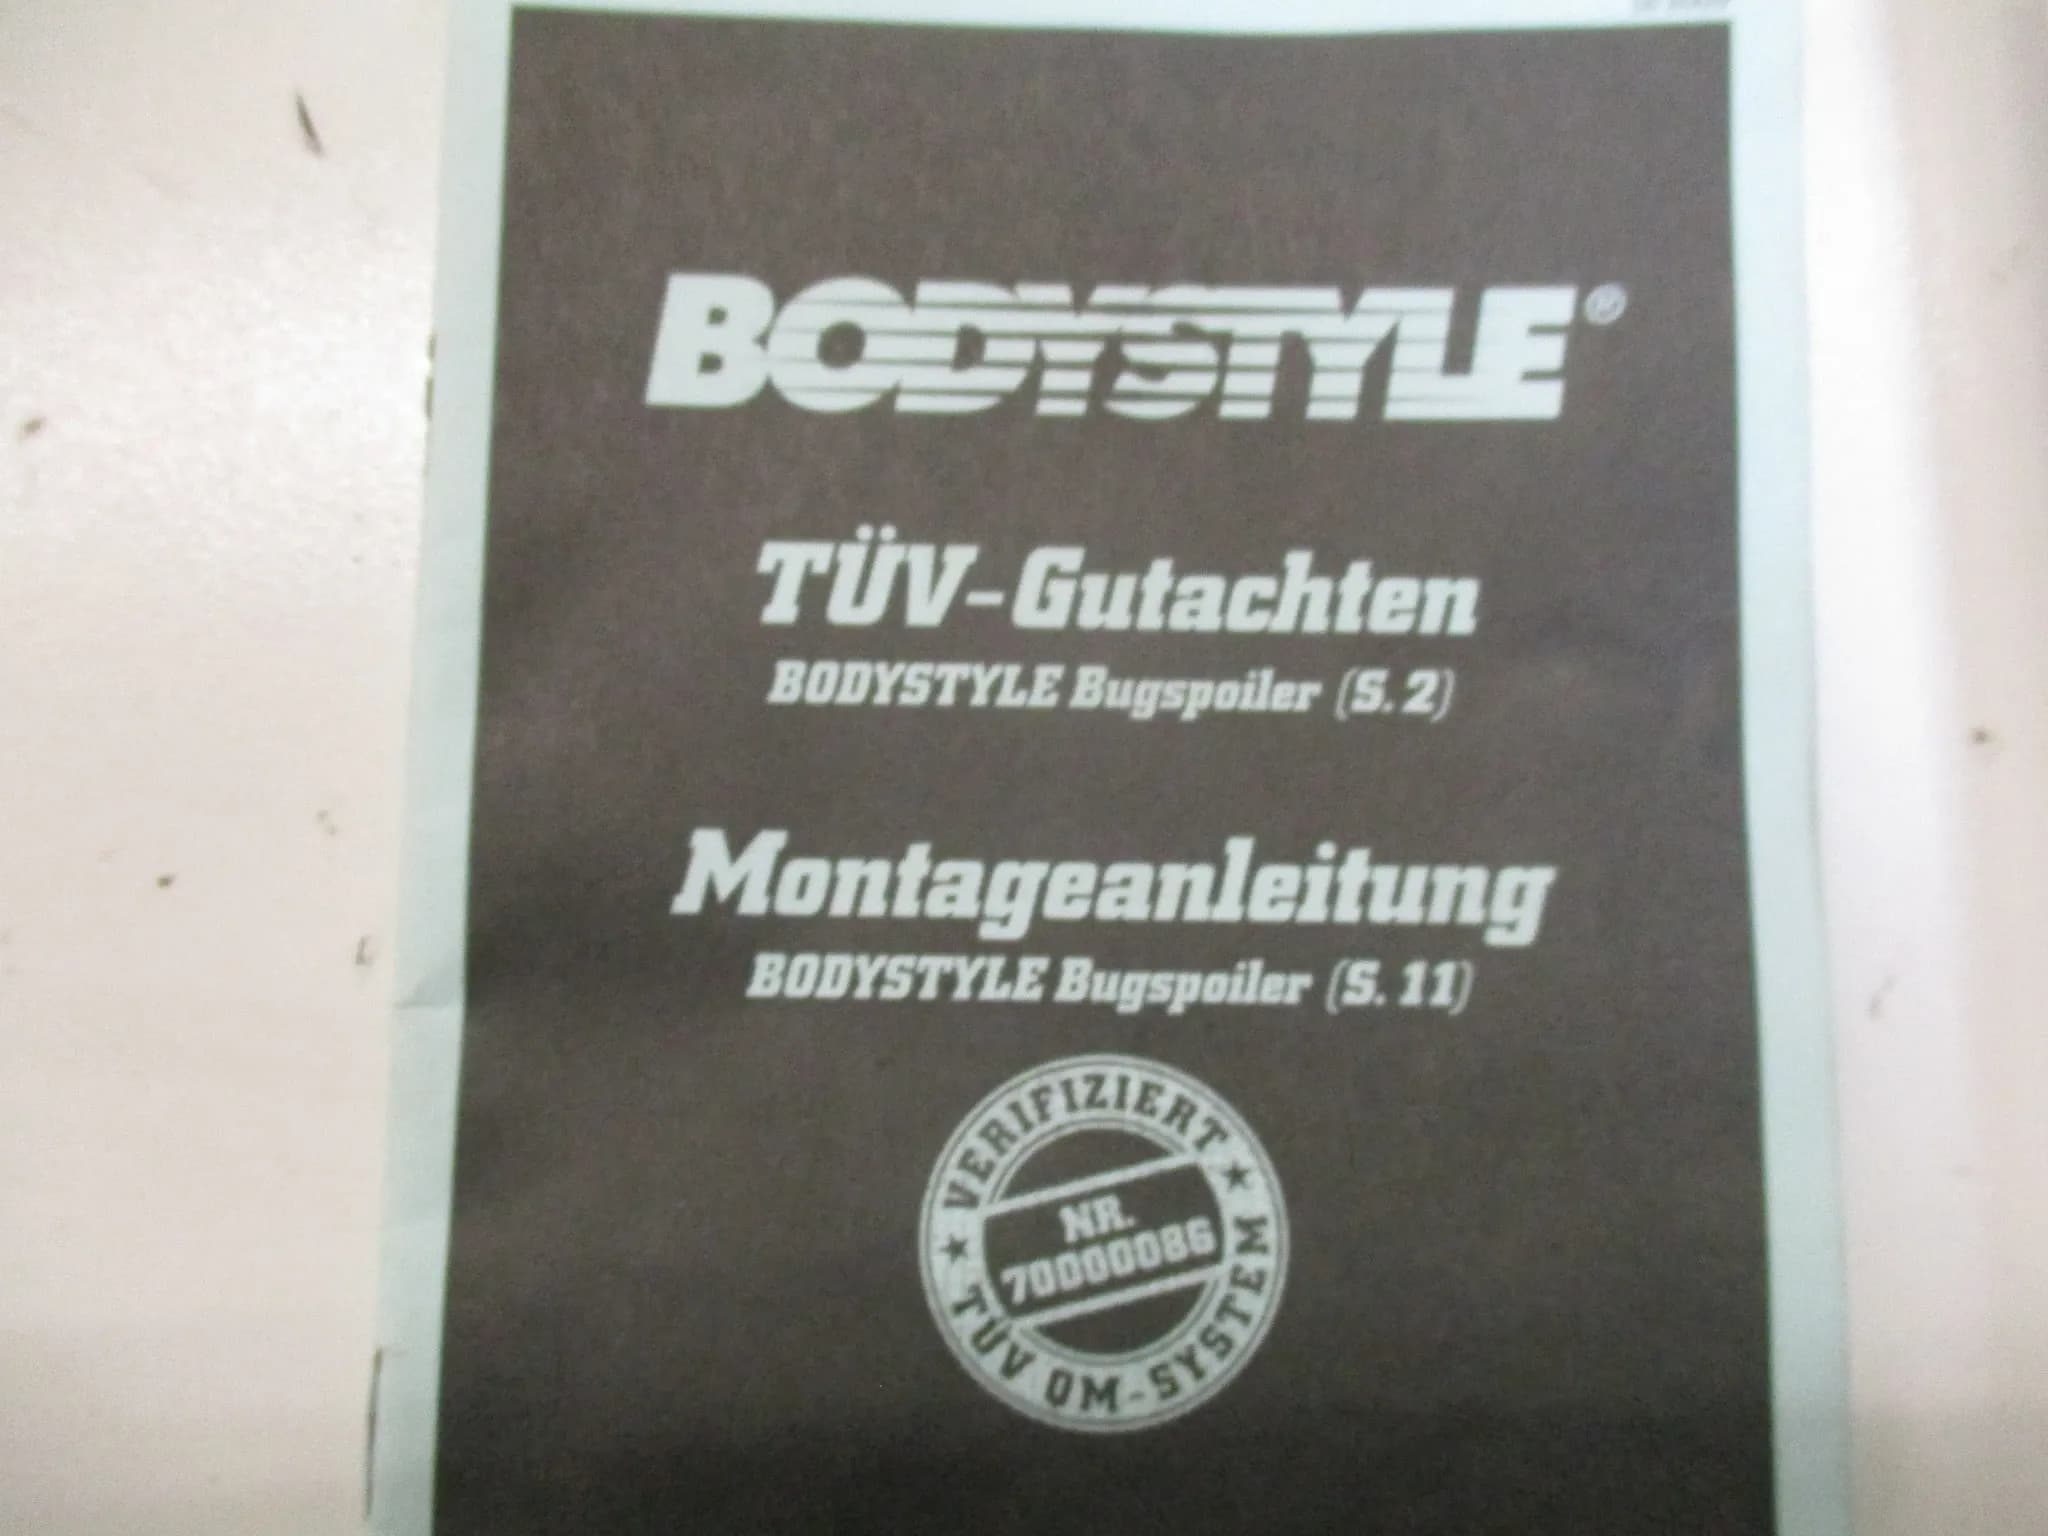 BODYSTYLE®
TÜV-Gutachten
BODYSTYLE Bugspoiler (S. 2)
Montageanleitung
BODYSTYLE Bugspoiler (S. 11)
VERIFIZIERT
NR.
70000086
TÜV QM-SYSTEM